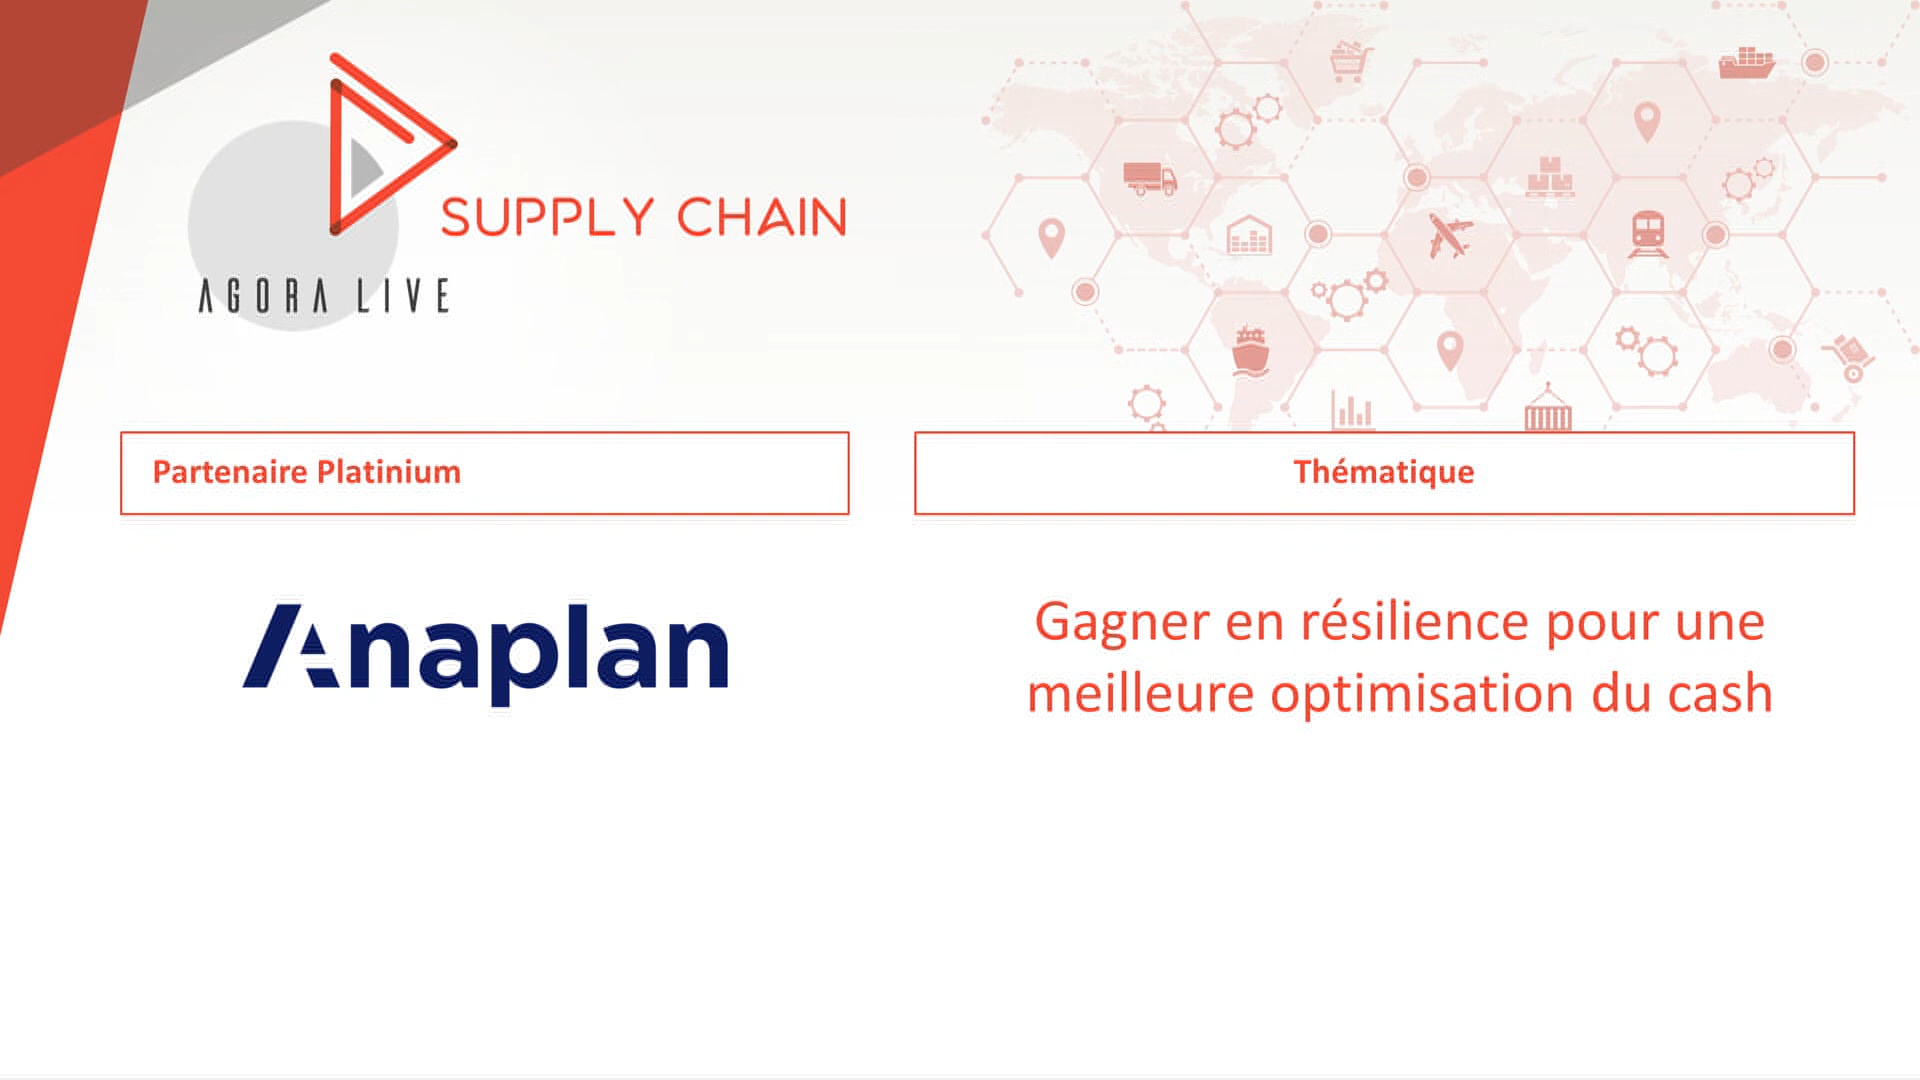 SUPPLY CHAIN
AGORA LIVE
Partenaire Platinium
Thématique
Anaplan
Gagner en résilience pour une
meilleure optimisation du cash